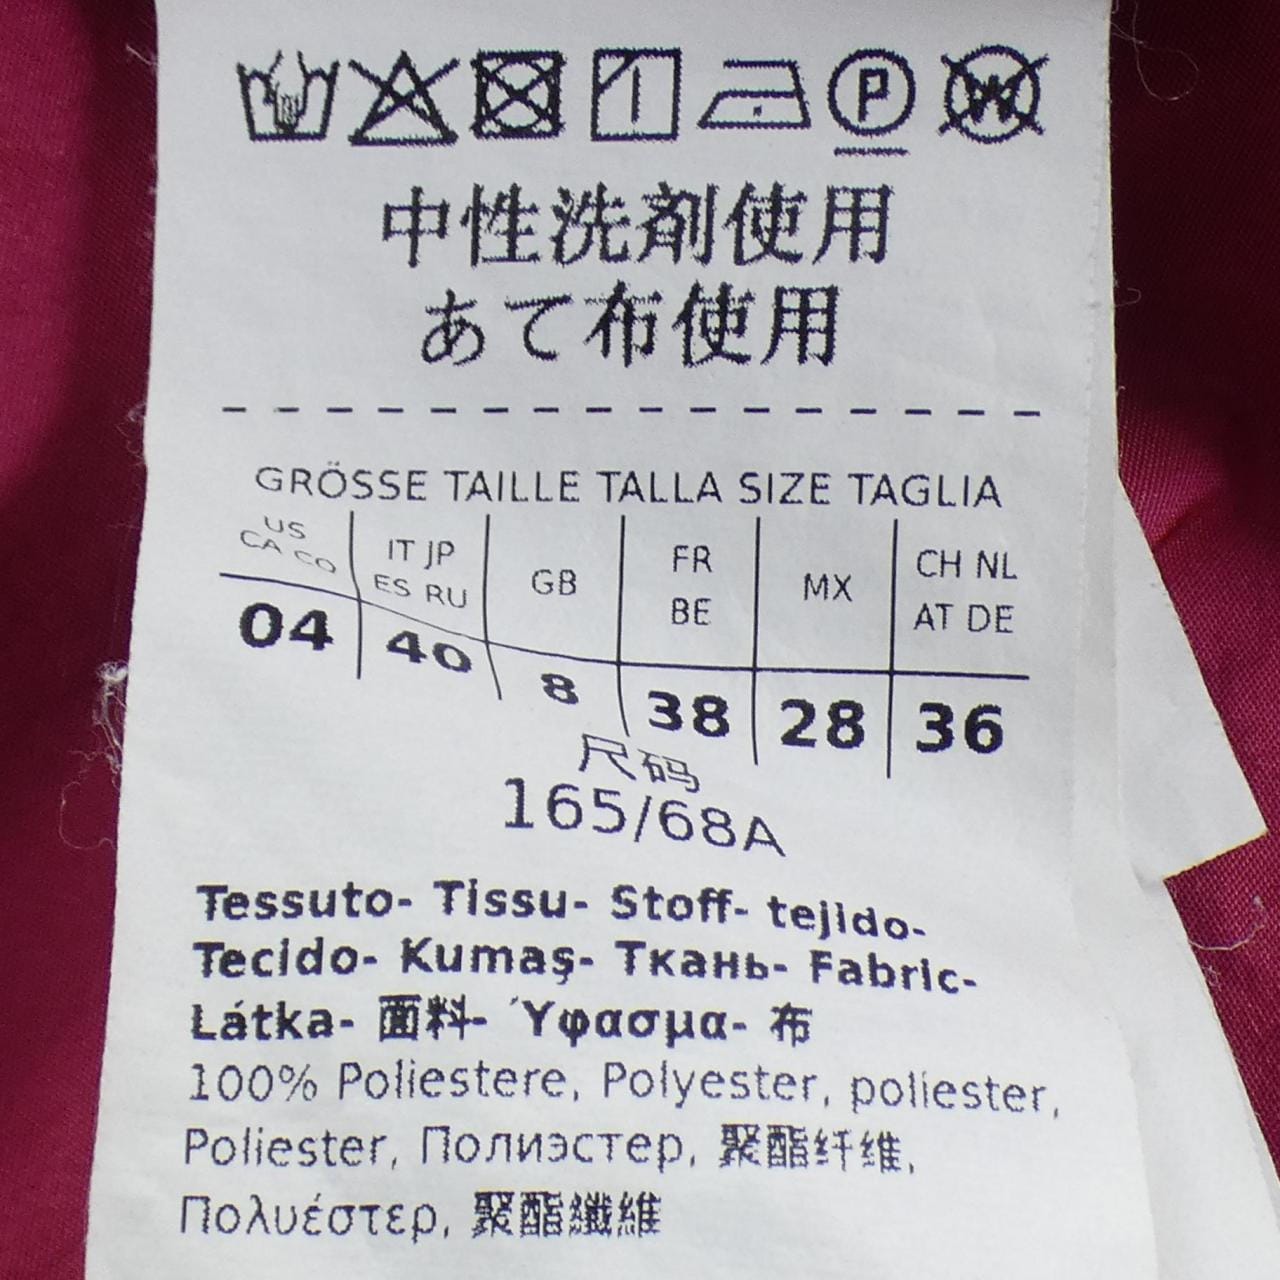 P W
中性洗剤使用
あて布使用
GRÖSSE TAILLE TALLA SIZE TAGLIA
US CA CO
IT JP ES RU
GB
FR BE
MX
CH NL AT DE
04 40 8 38 28 36
尺码
165/68A
Tessuto- Tissu- Stoff- tejido-
Tecido- Kumaş- Ткань- Fabric-
Látka- 面料- Ύφασμα- 布
100% Poliestere, Polyester, poliester,
Poliester, Полиэстер, 聚酯纤维,
Πολυέστερ, 聚酯纖維